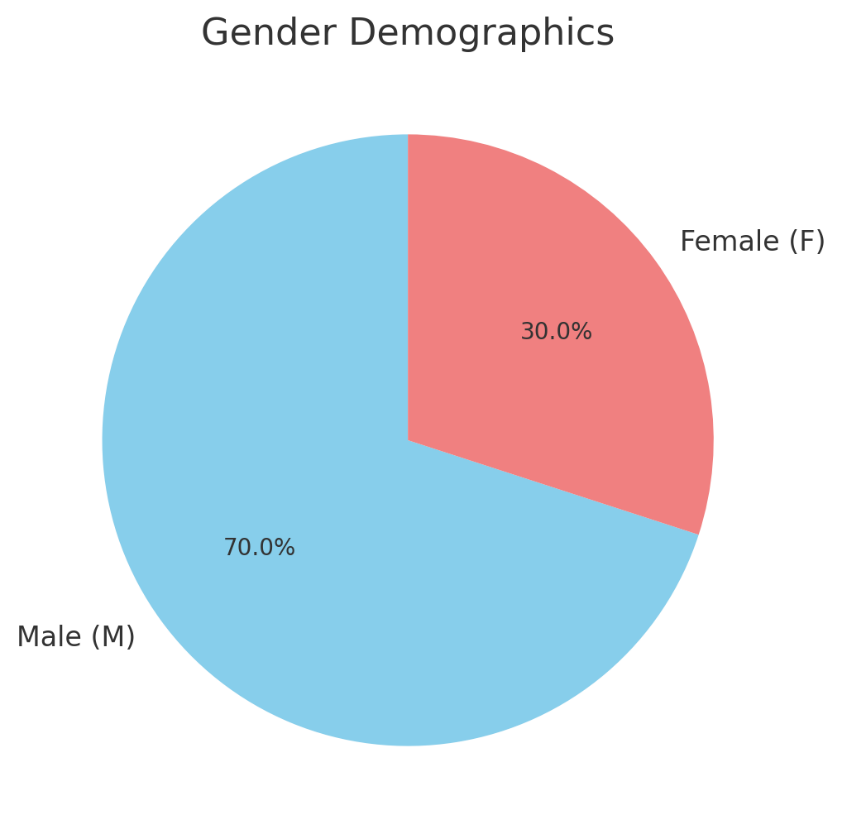 Gender Demographics
Female (F)
30.0%
70.0%
Male (M)